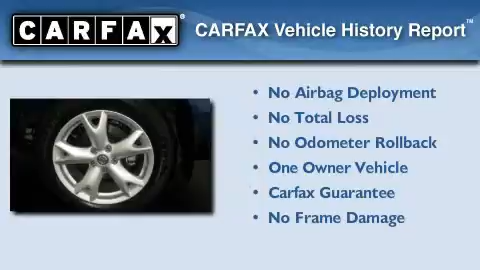 CARFAX® CARFAX Vehicle History Report™
• No Airbag Deployment
• No Total Loss
• No Odometer Rollback
• One Owner Vehicle
• Carfax Guarantee
• No Frame Damage